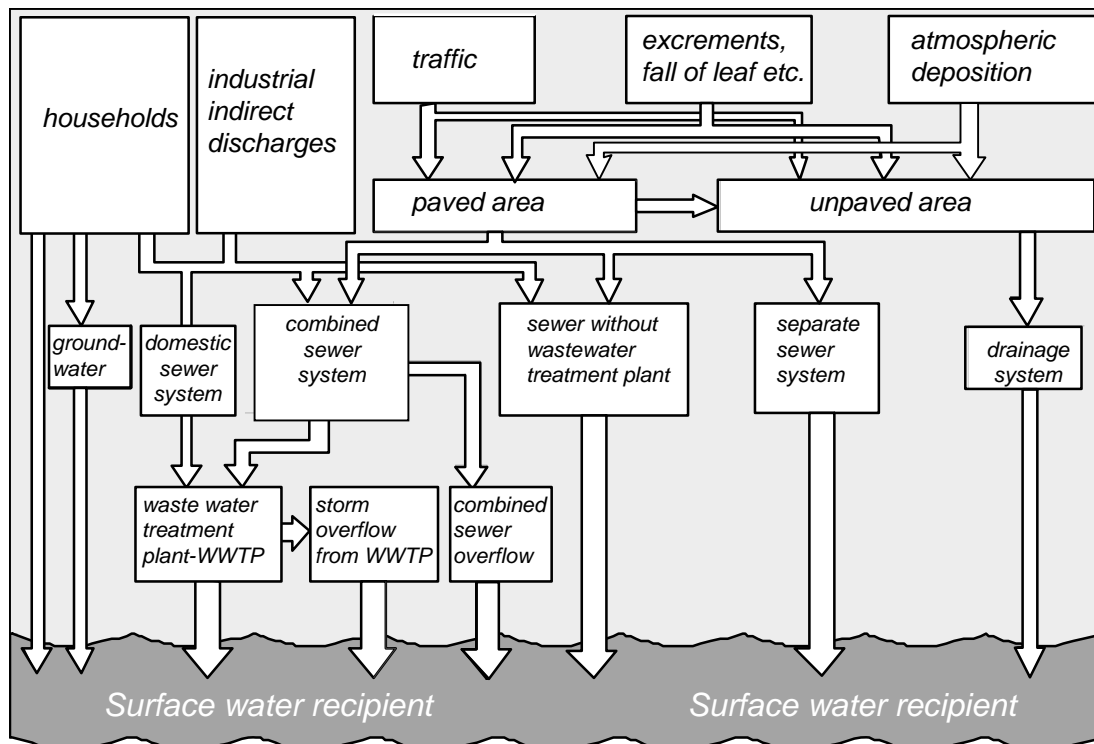 households
industrial
indirect
discharges
traffic
excrements,
fall of leaf etc.
atmospheric
deposition
paved area
unpaved area
ground-
water
domestic
sewer
system
combined
sewer
system
sewer without
wastewater
treatment plant
separate
sewer
system
drainage
system
waste water
treatment
plant-WWTP
storm
overflow
from WWTP
combined
sewer
overflow
Surface water recipient
Surface water recipient